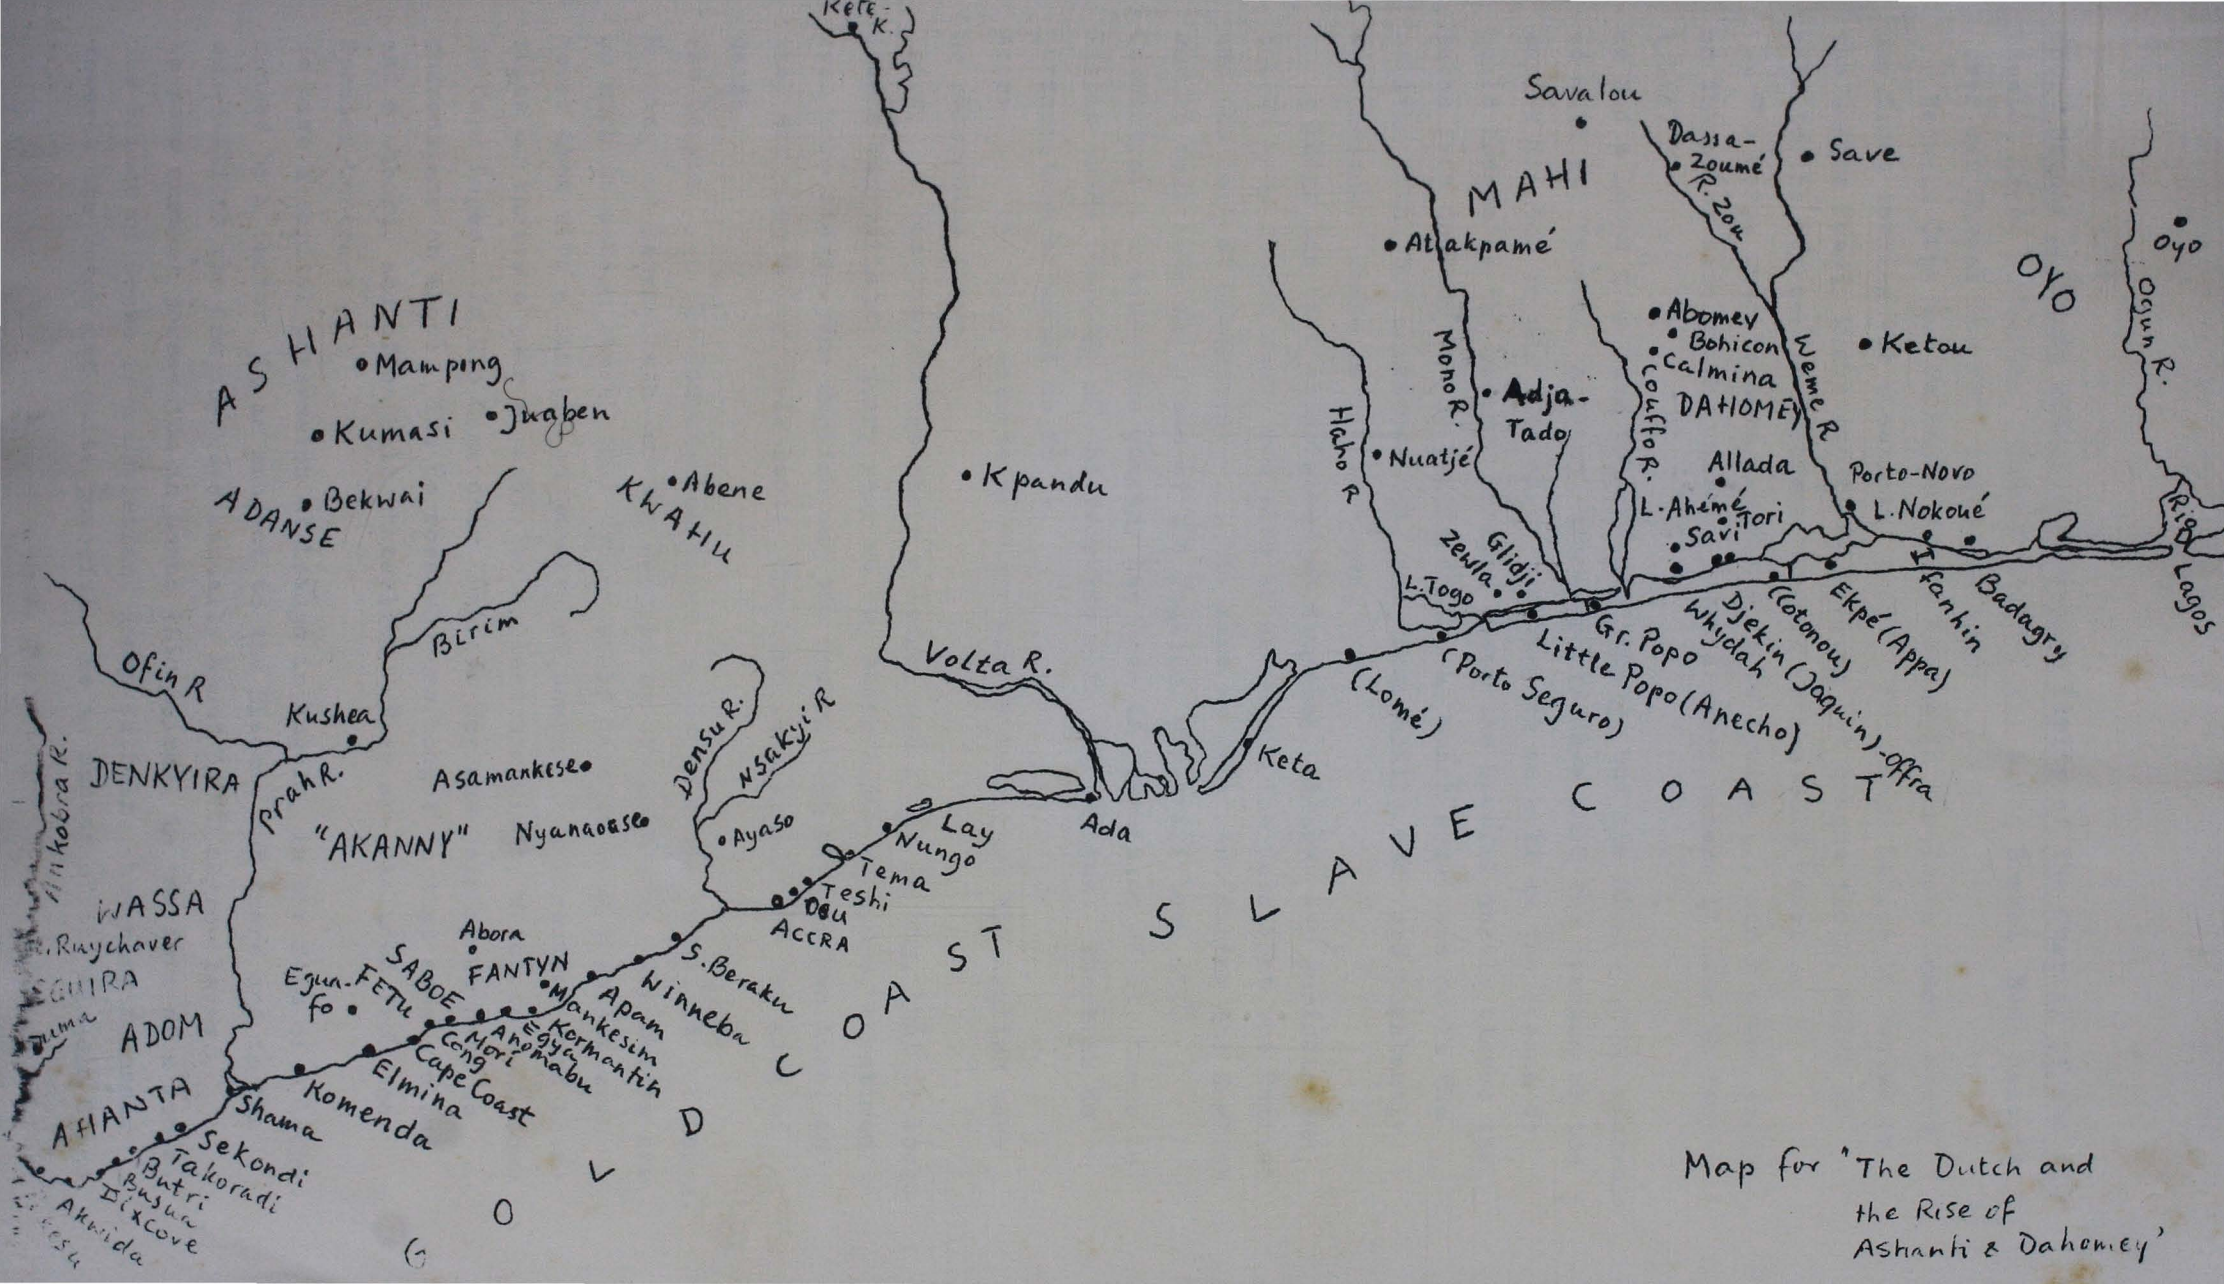 Kete-
K.
Savalou
Dassa-
Zoumé
Save
R. Zou
MAHI
Atakpamé
Oyo
OYO
Ogun R.
ASHANTI
Mampong
Juaben
Kumasi
Bekwai
ADANSE
Abene
KWAHU
Kpandu
Abomey
Bohicon
Calmina
DAHOMEY
Weme R
Ketou
Mono R.
Adja-
Tado
Couffo R.
Haho R
Nuatjé
Allada
Porto-Novo
L. Ahémé
Tori
L. Nokoué
Savi
Glidji
Zewla
L. Togo
Lagos
Badagry
Ifanhin
Ekpé (Appa)
(Cotonou)
Djekin (Jaquin)-Offra
Whydah
Gr. Popo
Little Popo (Anecho)
(Porto Seguro)
(Lomé)
Keta
Birim
Ofin R
Kushea
Volta R.
Densu R.
Nsakyi R
Ankobra R.
DENKYIRA
Prah R.
Asamankese
"AKANNY"
Nyanaoase
Ayaso
Ada
Lay
Nungo
Tema
Teshi
Osu
ACCRA
SLAVE COAST
WASSA
Ruychaver
EGUIRA
Juma
ADOM
AHANTA
Abora
FANTYN
SABOE
FETU
Egua-
fo
S. Beraku
Winneba
Apam
Mankesim
Kormantin
Egya
Anomabu
Mori
Cong
Cape Coast
Elmina
Komenda
Shama
Sekondi
Takoradi
Butri
Busua
Dixcove
Akwida
GOLD COAST
Map for "The Dutch and
the Rise of
Ashanti & Dahomey'